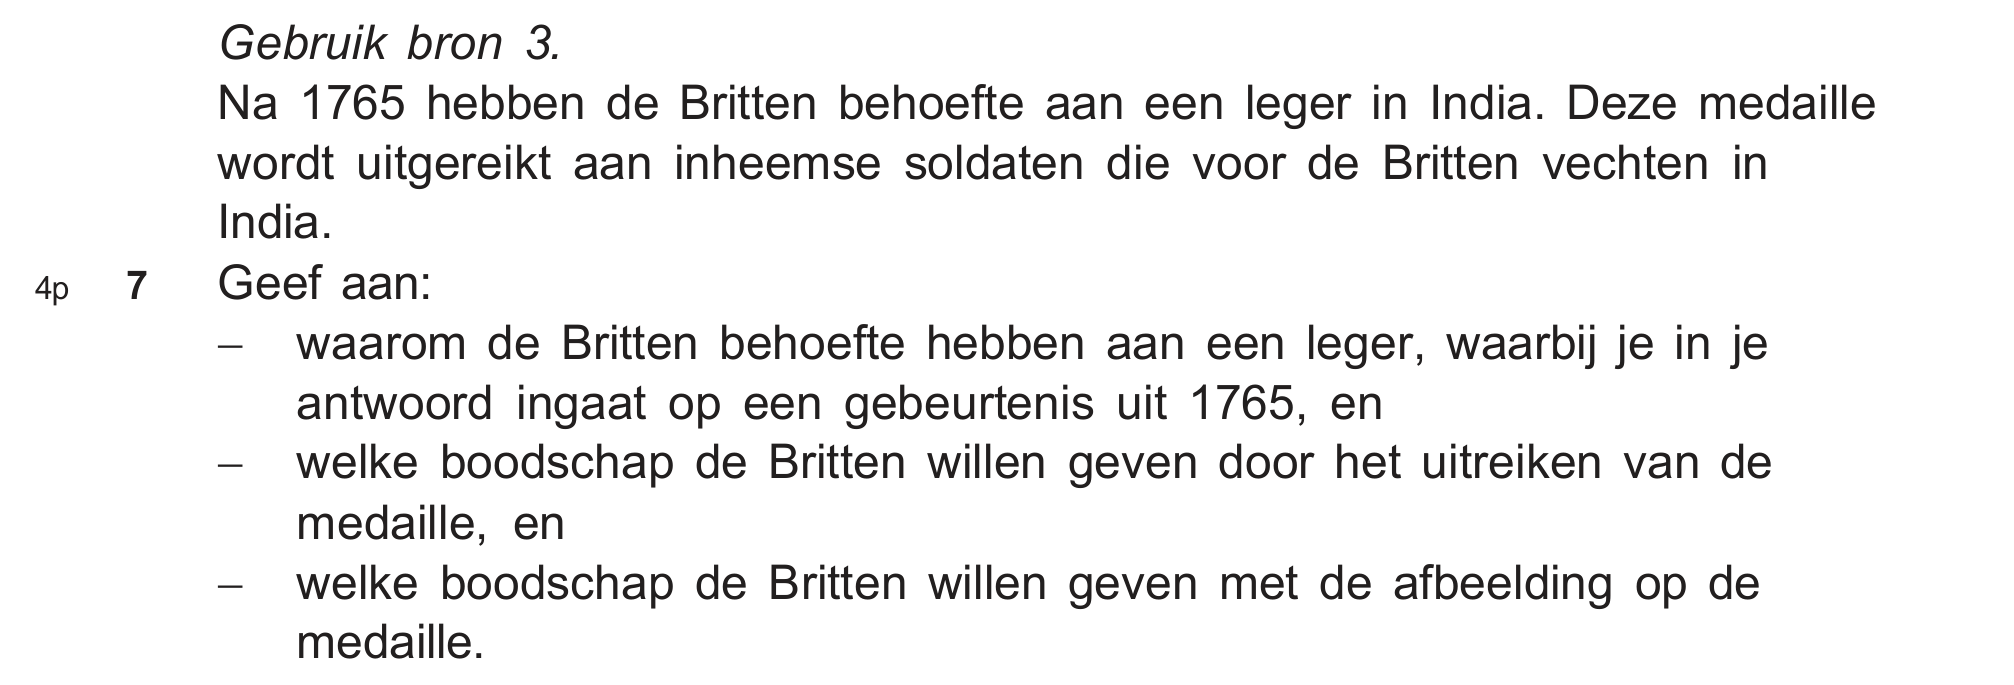 Gebruik bron 3.
Na 1765 hebben de Britten behoefte aan een leger in India. Deze medaille
wordt uitgereikt aan inheemse soldaten die voor de Britten vechten in
India.
4p 7 Geef aan:
– waarom de Britten behoefte hebben aan een leger, waarbij je in je
antwoord ingaat op een gebeurtenis uit 1765, en
– welke boodschap de Britten willen geven door het uitreiken van de
medaille, en
– welke boodschap de Britten willen geven met de afbeelding op de
medaille.